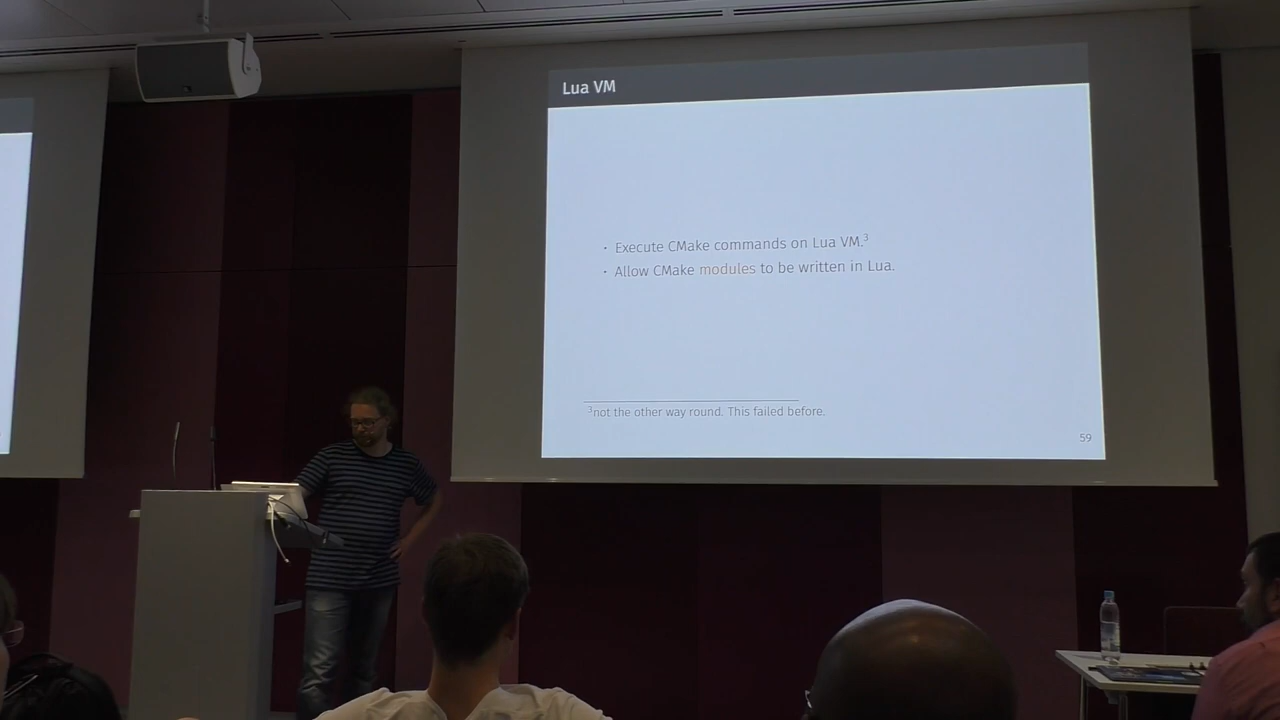 Lua VM
• Execute CMake commands on Lua VM.³
• Allow CMake modules to be written in Lua.
³not the other way round. This failed before.
59